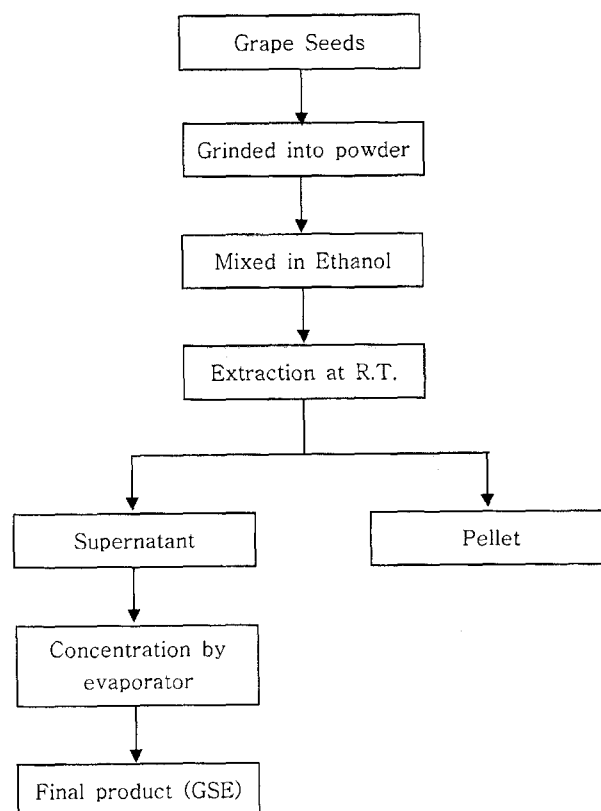 Grape Seeds
Grinded into powder
Mixed in Ethanol
Extraction at R.T.
Supernatant
Pellet
Concentration by
evaporator
Final product (GSE)